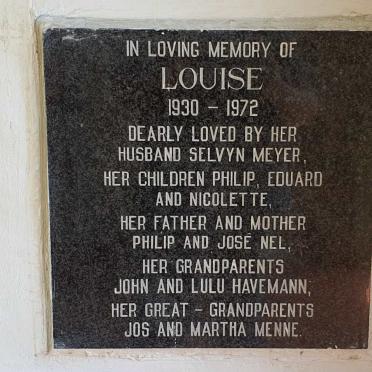 IN LOVING MEMORY OF
LOUISE
1930 - 1972
DEARLY LOVED BY HER
HUSBAND SELVYN MEYER,
HER CHILDREN PHILIP, EDUARD
AND NICOLETTE,
HER FATHER AND MOTHER
PHILIP AND JOSÉ NEL,
HER GRANDPARENTS
JOHN AND LULU HAVEMANN,
HER GREAT - GRANDPARENTS
JOS AND MARTHA MENNE.